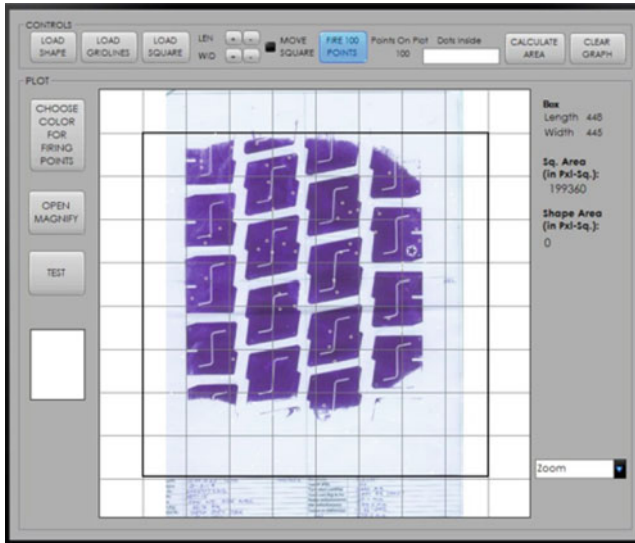 CONTROLS
LOAD SHAPE
LOAD GRIDLINES
LOAD SQUARE
LEN + -
WID + -
MOVE SQUARE
FIRE 100 POINTS
Points On Plot
100
Dots Inside
CALCULATE AREA
CLEAR GRAPH
PLOT
CHOOSE
COLOR
FOR
FIRING
POINTS
OPEN
MAGNIFY
TEST
Box
Length 448
Width 445
Sq. Area
(in Pxl-Sq.):
199360
Shape Area
(in Pxl-Sq.):
0
Zoom